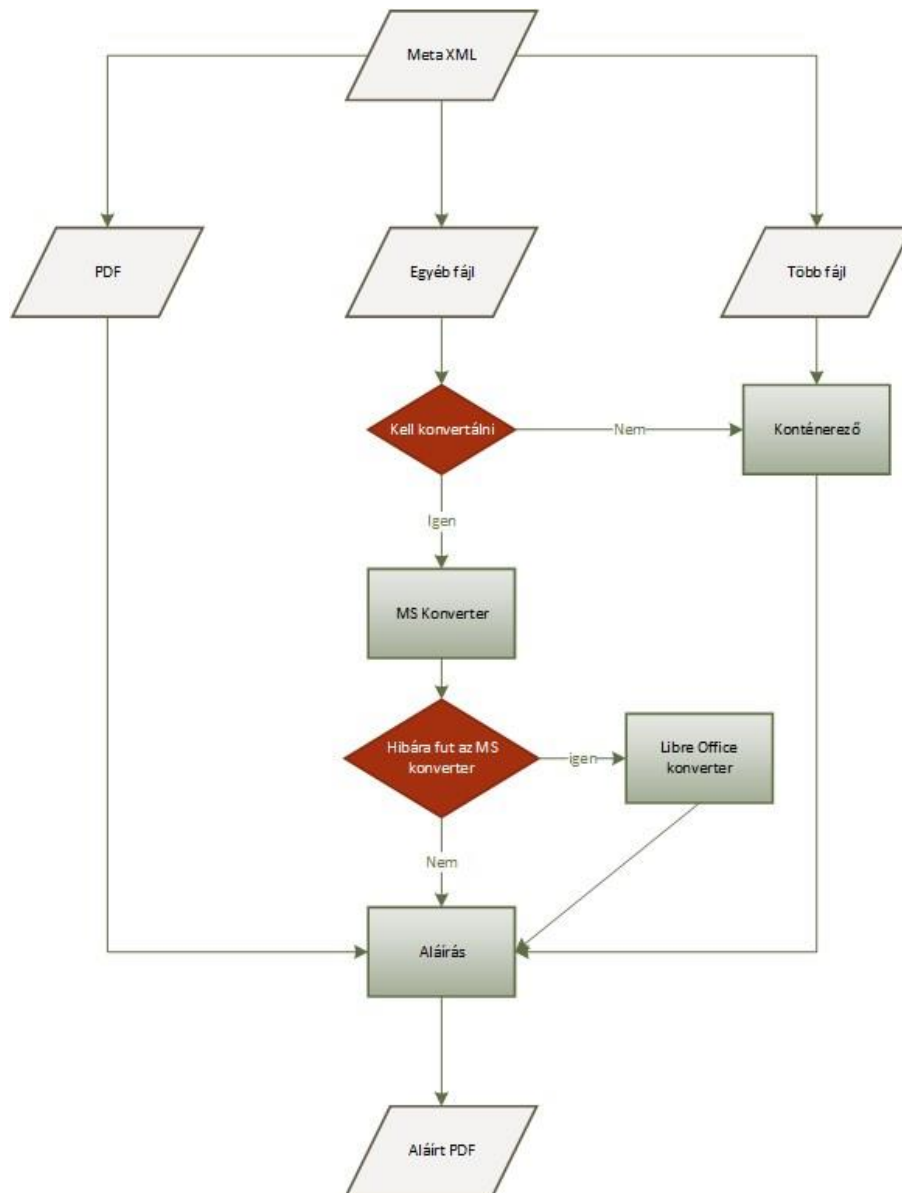 Meta XML
PDF
Egyéb fájl
Több fájl
Kell konvertálni
Nem
Konténerező
Igen
MS Konverter
Hibára fut az MS
konverter
igen
Libre Office
konverter
Nem
Aláírás
Aláírt PDF